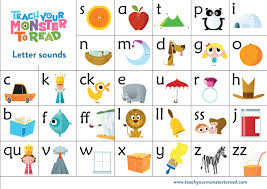 TEACH YOUR
MONSTER
TO READ
Letter sounds
s a t p i
n m d g o
c k ck e u r h
b f ff l ll ss j
qu v w x y z zz
www.teachyourmonstertoread.com